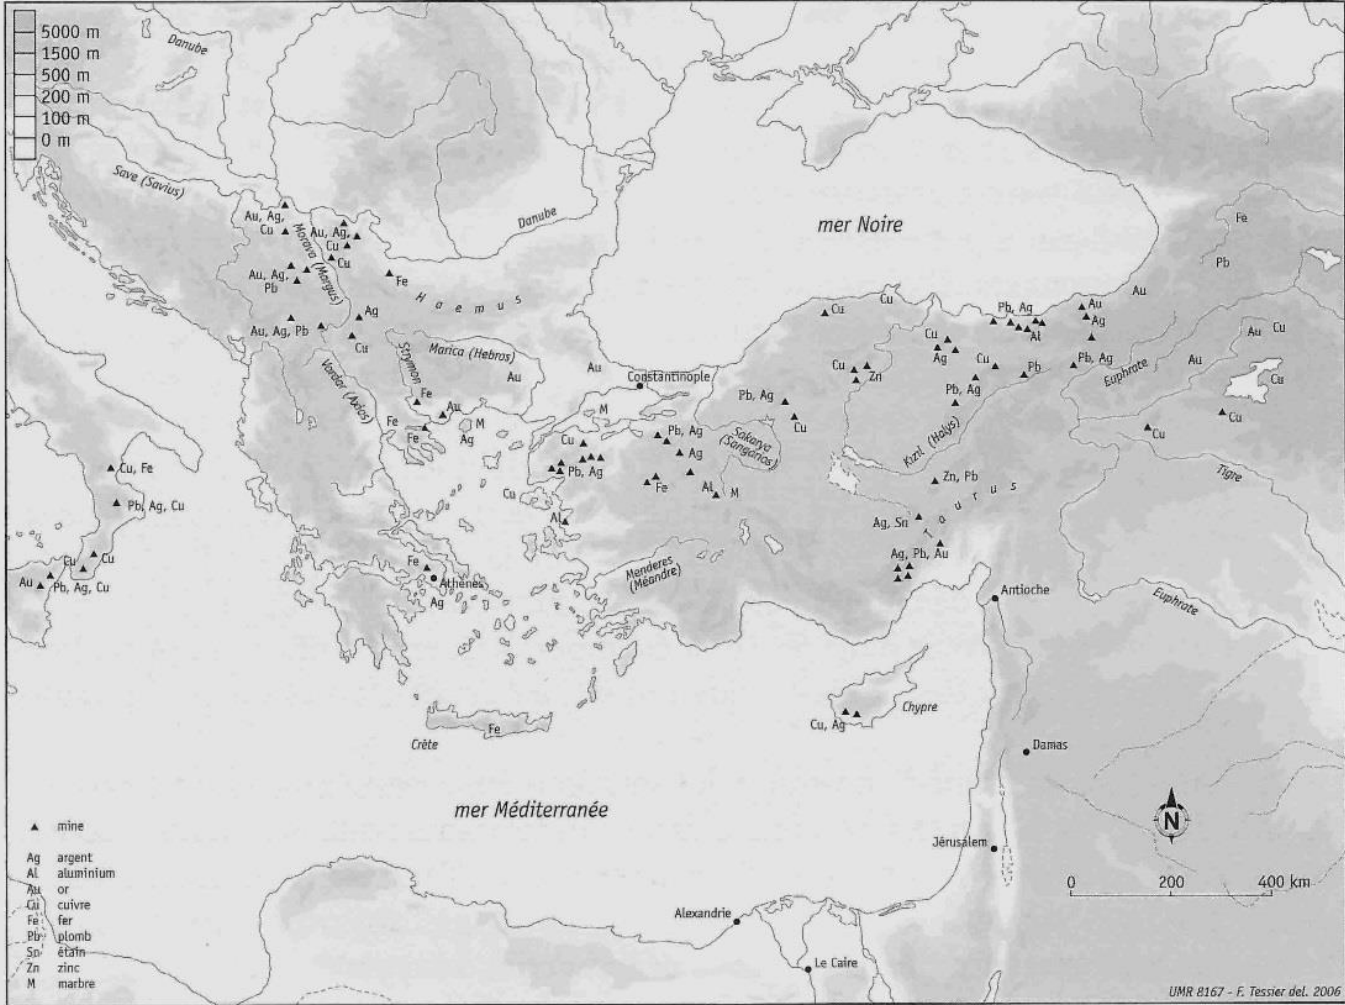 5000 m
1500 m
500 m
200 m
100 m
0 m
Danube
Save (Savius)
Danube
Au, Ag,
Cu
Morava (Margus)
Au, Ag,
Cu
Cu
Au, Ag,
Pb
Fe
Haemus
Au, Ag, Pb
Ag
Cu
Vardar (Axios)
Strymon
Marica (Hebros)
Au
Au
Fe
Au
Fe
Fe
M
Ag
mer Noire
Constantinople
M
Cu
Pb, Ag
Cu
Al
Pb, Ag
Ag
Fe
Al
M
Sakarya
(Sangarios)
Pb, Ag
Cu
Cu
Cu
Cu
Zn
Cu
Ag
Pb, Ag
Al
Cu
Pb
Pb, Ag
Kızıl (Halys)
Au
Ag
Au
Pb, Ag
Fe
Pb
Euphrate
Au
Au
Cu
Cu
Cu
Cu
Tigre
Zn, Pb
Taurus
Ag, Sn
Ag, Pb, Au
Menderes
(Méandre)
Cu, Fe
Pb, Ag, Cu
Cu
Cu
Au
Pb, Ag, Cu
Fe
Athènes
Ag
Antioche
Euphrate
Chypre
Cu, Ag
Fe
Crète
Damas
mer Méditerranée
N
Jérusalem
0 200 400 km
Alexandrie
Le Caire
mine
Ag argent
Al aluminium
Au or
Cu cuivre
Fe fer
Pb plomb
Sn étain
Zn zinc
M marbre
UMR 8167 - F. Tessier del. 2006